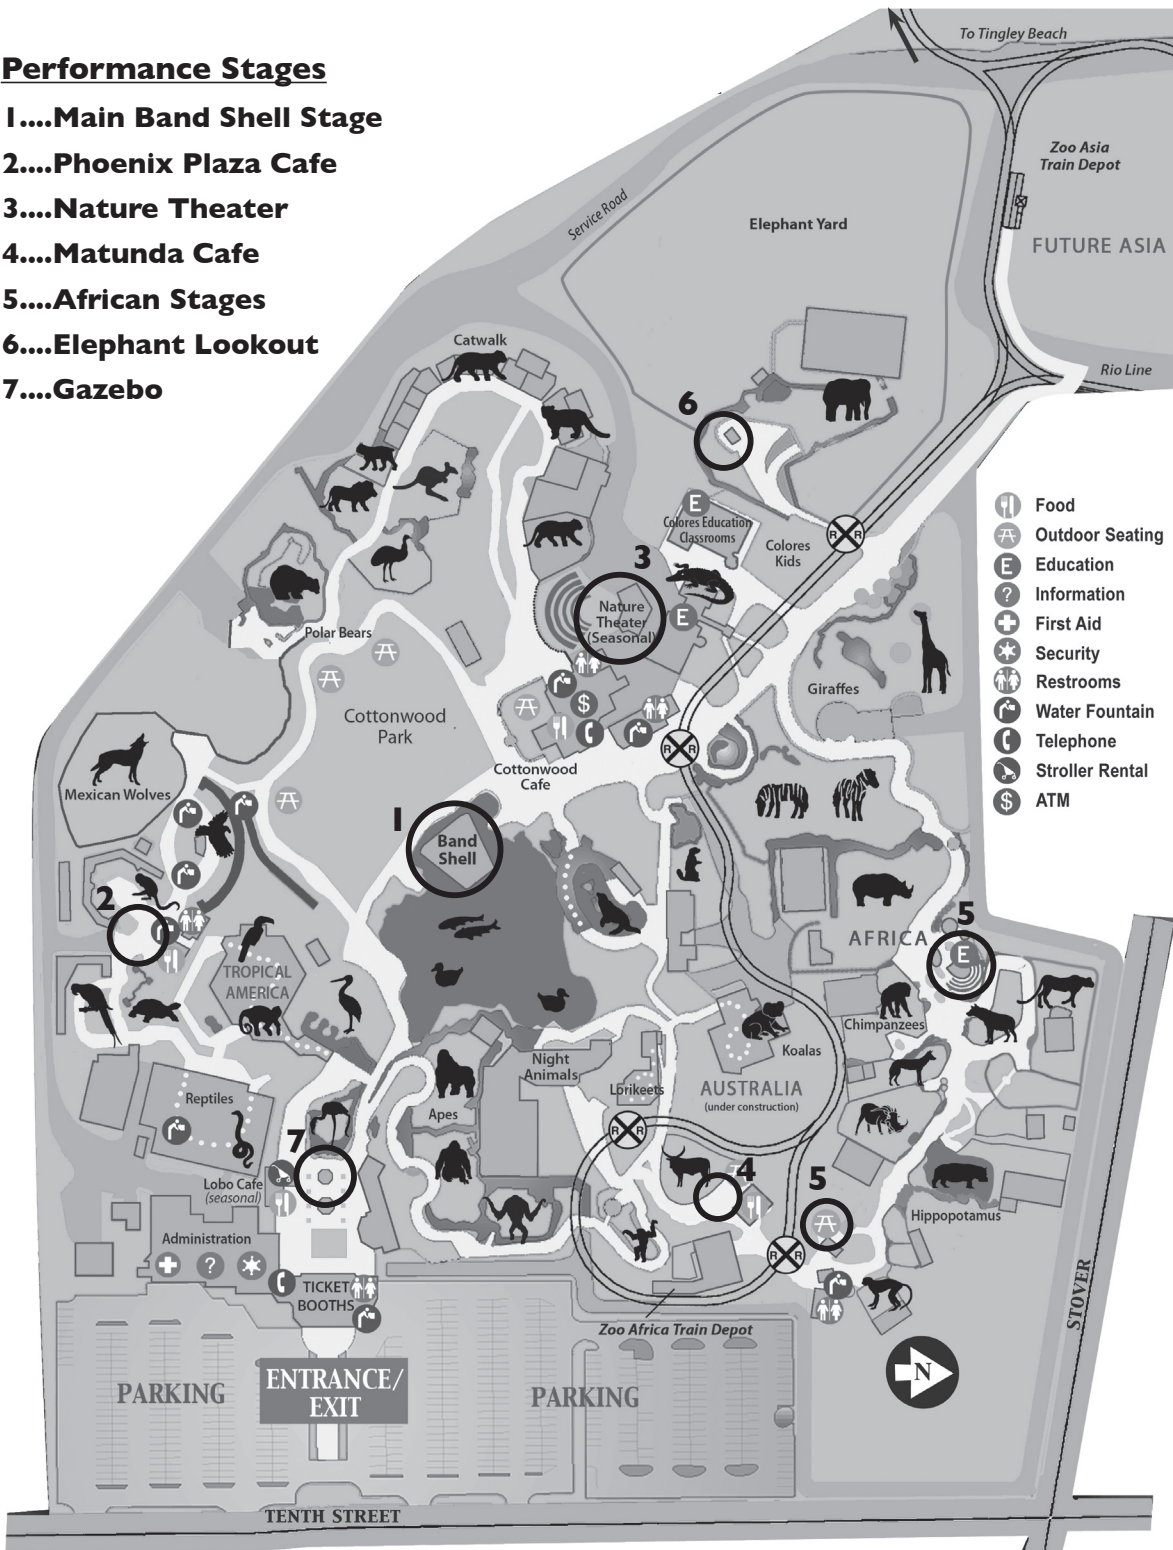 Performance Stages
1....Main Band Shell Stage
2....Phoenix Plaza Cafe
3....Nature Theater
4....Matunda Cafe
5....African Stages
6....Elephant Lookout
7....Gazebo
To Tingley Beach
Zoo Asia
Train Depot
FUTURE ASIA
Service Road
Elephant Yard
Rio Line
Catwalk
6
E
Colores Education
Classrooms
Colores
Kids
R R
3
Nature
Theater
(Seasonal)
E
Food
Outdoor Seating
E Education
? Information
First Aid
Security
Restrooms
Water Fountain
Telephone
Stroller Rental
$ ATM
Polar Bears
Giraffes
$
Cottonwood
Park
R R
Cottonwood
Cafe
Mexican Wolves
1
Band
Shell
2
5
AFRICA
E
TROPICAL
AMERICA
Chimpanzees
Koalas
Night
Animals
Lorikeets
AUSTRALIA
(under construction)
Reptiles
Apes
R R
7
4
5
Lobo Cafe
(seasonal)
Hippopotamus
Administration
?
R R
TICKET
BOOTHS
Zoo Africa Train Depot
STOVER
N
PARKING
ENTRANCE/
EXIT
PARKING
TENTH STREET